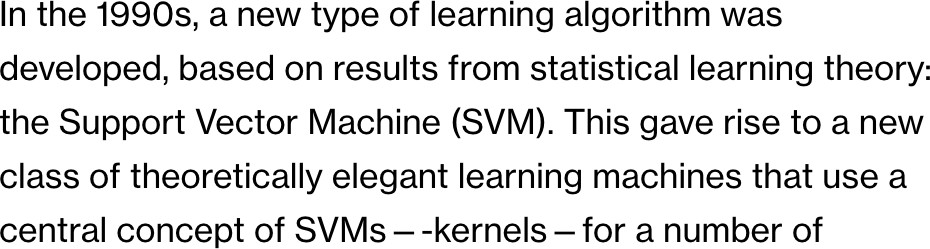 In the 1990s, a new type of learning algorithm was
developed, based on results from statistical learning theory:
the Support Vector Machine (SVM). This gave rise to a new
class of theoretically elegant learning machines that use a
central concept of SVMs — -kernels — for a number of